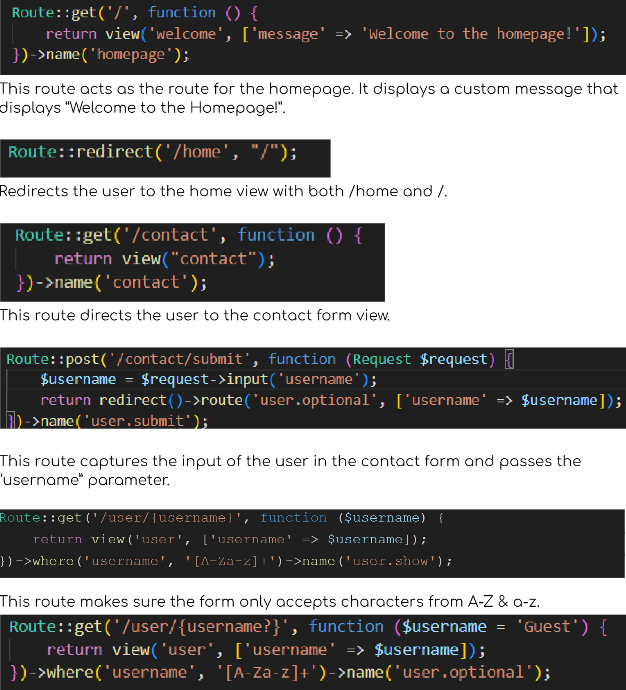 Route::get('/', function () {
return view('welcome', ['message' => 'Welcome to the homepage!']);
})->name('homepage');
This route acts as the route for the homepage. It displays a custom message that
displays “Welcome to the Homepage!”.
Route::redirect('/home', "/");
Redirects the user to the home view with both /home and /.
Route::get('/contact', function () {
return view("contact");
})->name('contact');
This route directs the user to the contact form view.
Route::post('/contact/submit', function (Request $request) {
$username = $request->input('username');
return redirect()->route('user.optional', ['username' => $username]);
})->name('user.submit');
This route captures the input of the user in the contact form and passes the
‘username” parameter.
Route::get('/user/{username}', function ($username) {
return view('user', ['username' => $username]);
})->where('username', '[A-Za-z]+')->name('user.show');
This route makes sure the form only accepts characters from A-Z & a-z.
Route::get('/user/{username?}', function ($username = 'Guest') {
return view('user', ['username' => $username]);
})->where('username', '[A-Za-z]+')->name('user.optional');